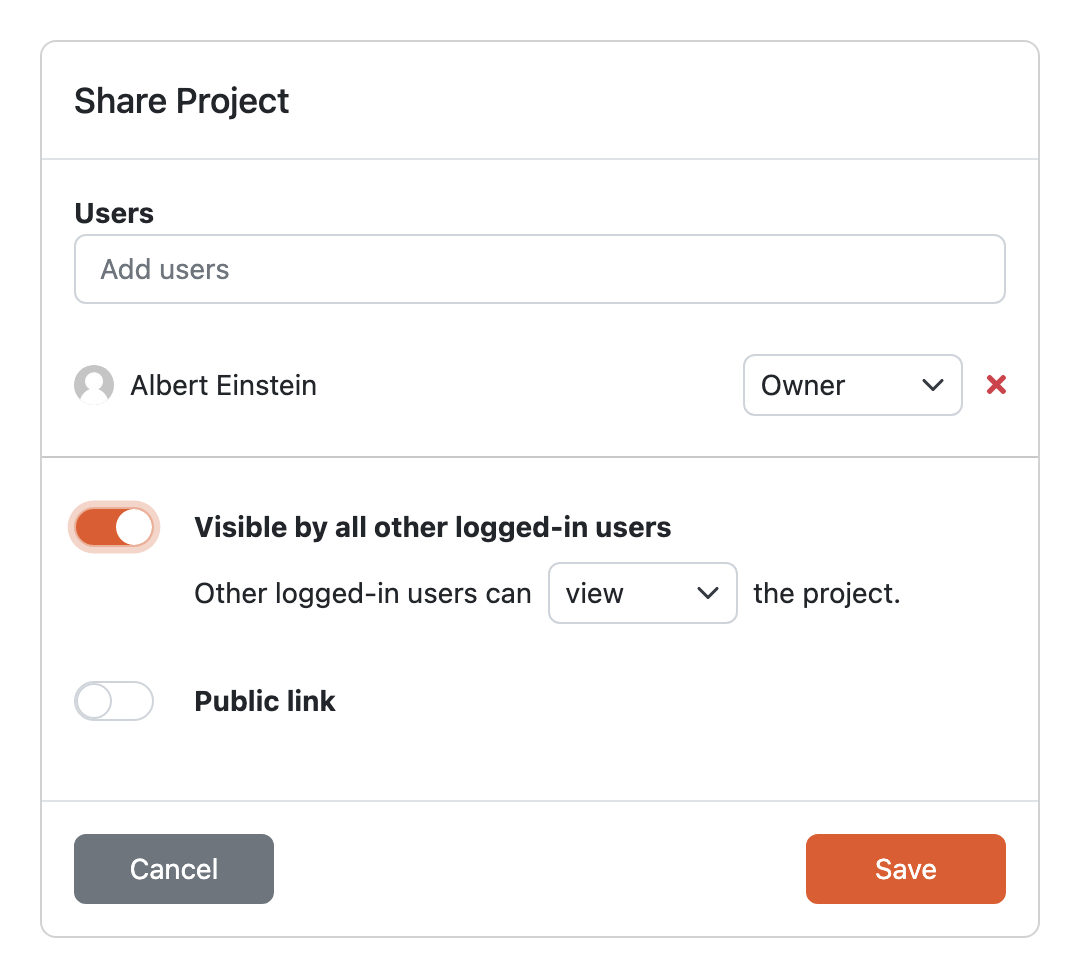 Share Project
Users
Add users
Albert Einstein Owner
Visible by all other logged-in users
Other logged-in users can view the project.
Public link
Cancel Save